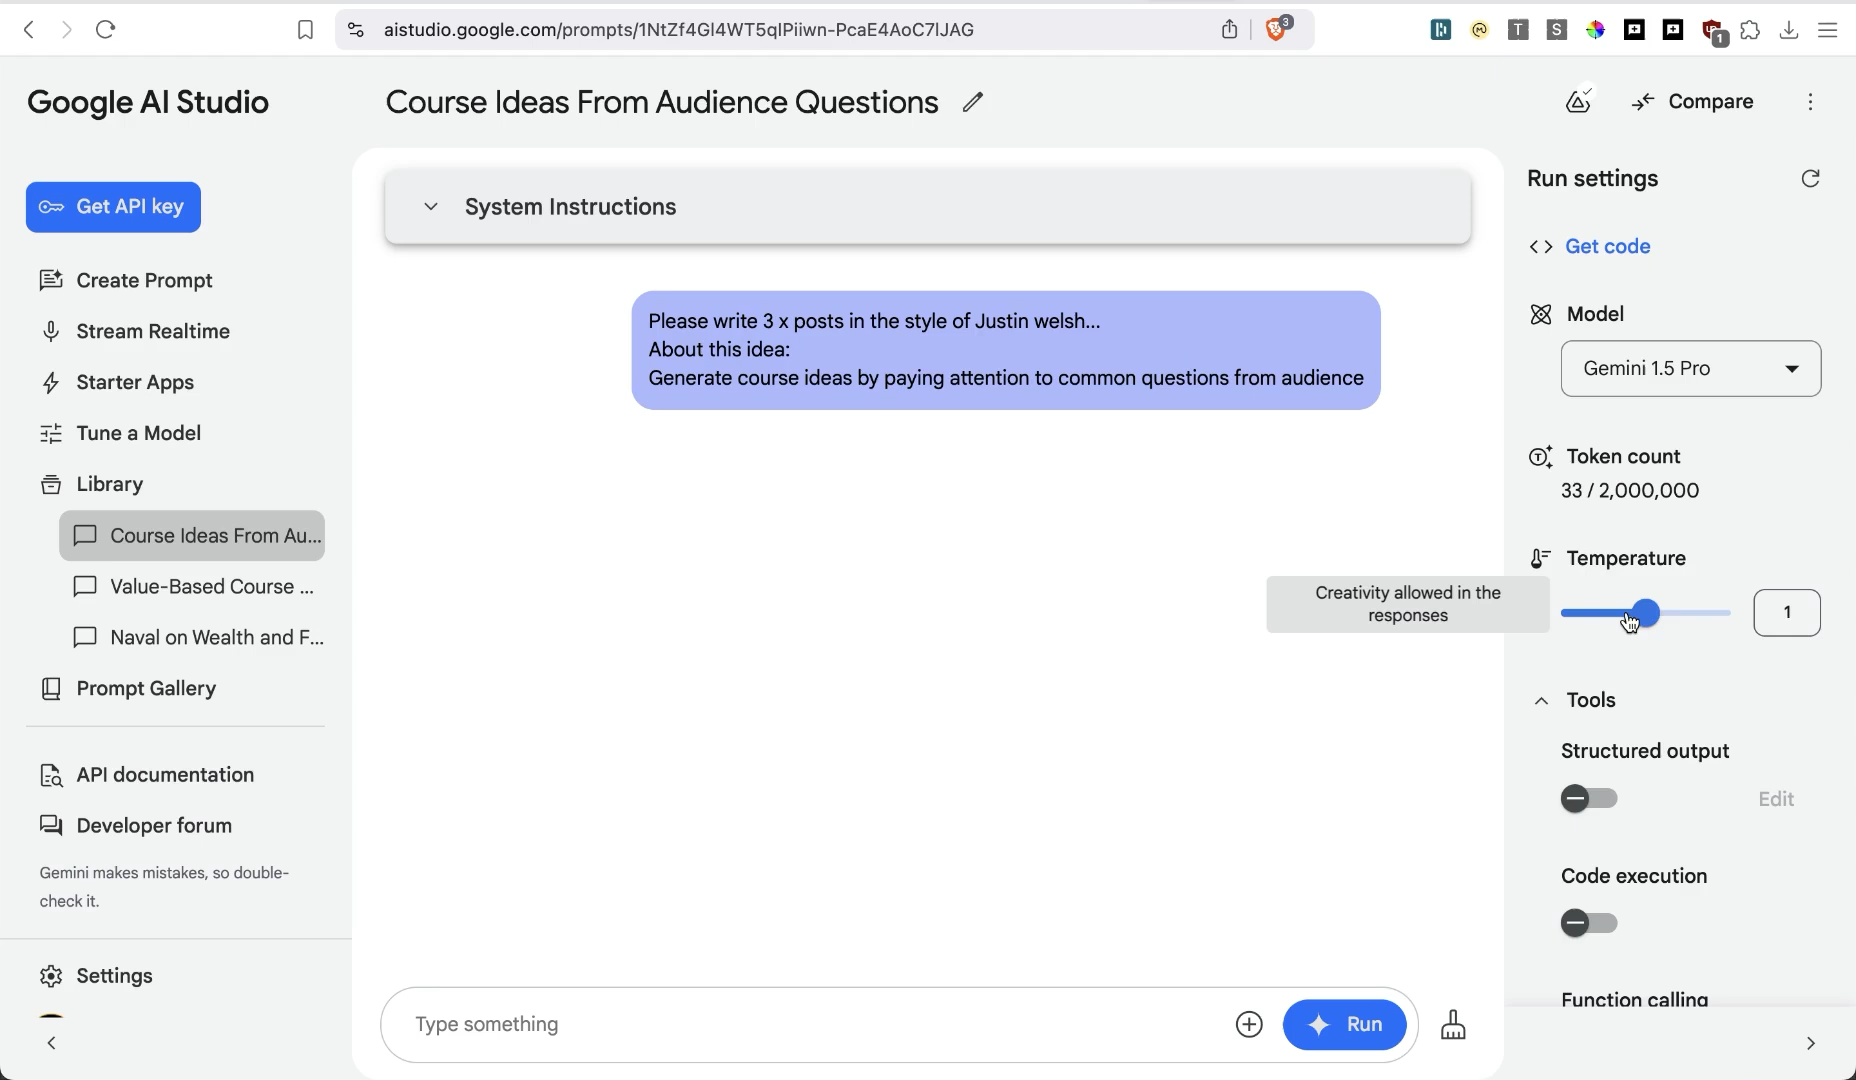 aistudio.google.com/prompts/1NtZf4Gl4WT5qlPiiwn-PcaE4AoC7lJAG
3
T
S
1
Google AI Studio
Course Ideas From Audience Questions
Compare
Get API key
Create Prompt
Stream Realtime
Starter Apps
Tune a Model
Library
Course Ideas From Au...
Value-Based Course ...
Naval on Wealth and F...
Prompt Gallery
API documentation
Developer forum
Gemini makes mistakes, so double-
check it.
Settings
System Instructions
Please write 3 x posts in the style of Justin welsh...
About this idea:
Generate course ideas by paying attention to common questions from audience
Type something
Run
Run settings
Get code
Model
Gemini 1.5 Pro
Token count
33 / 2,000,000
Temperature
Creativity allowed in the
responses
1
Tools
Structured output
Edit
Code execution
Function calling